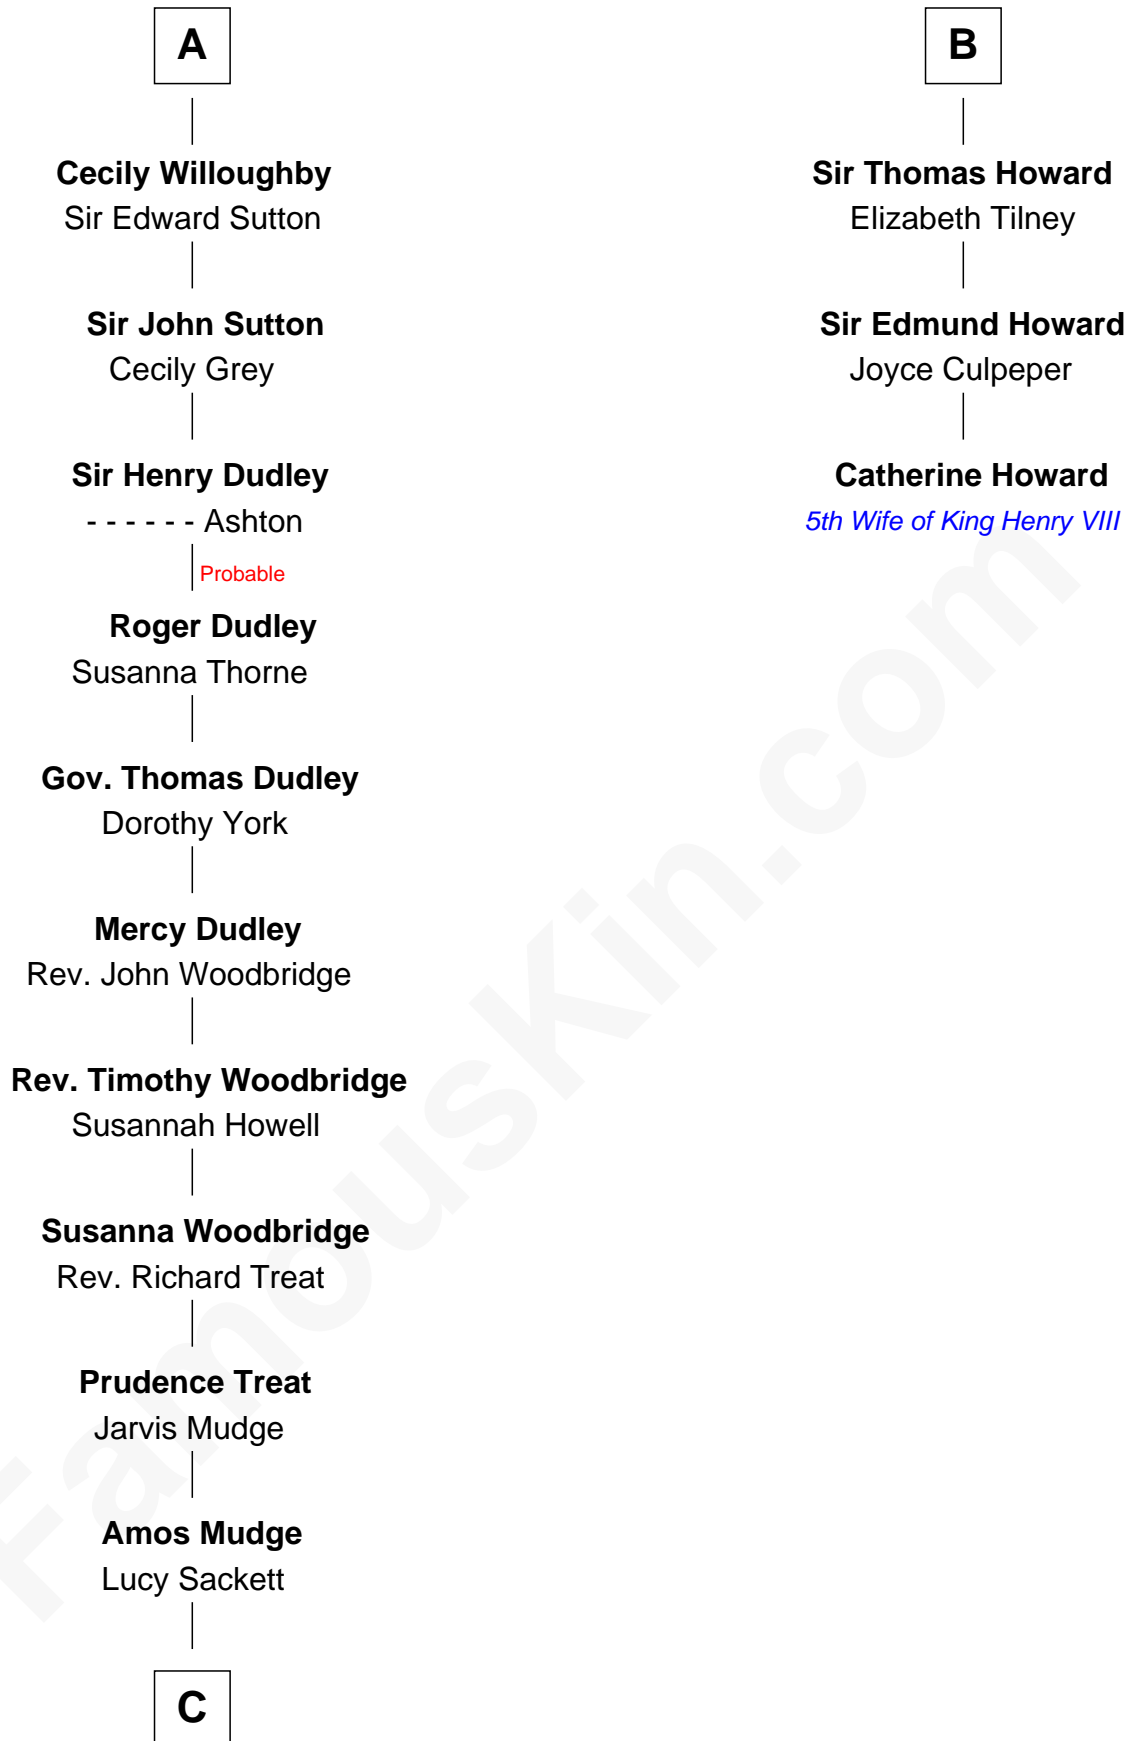 A
Cecily Willoughby
Sir Edward Sutton
Sir John Sutton
Cecily Grey
Sir Henry Dudley
- - - - - - Ashton
Probable
Roger Dudley
Susanna Thorne
Gov. Thomas Dudley
Dorothy York
Mercy Dudley
Rev. John Woodbridge
Rev. Timothy Woodbridge
Susannah Howell
Susanna Woodbridge
Rev. Richard Treat
Prudence Treat
Jarvis Mudge
Amos Mudge
Lucy Sackett
C
B
Sir Thomas Howard
Elizabeth Tilney
Sir Edmund Howard
Joyce Culpeper
Catherine Howard
5th Wife of King Henry VIII
FamousKin.com